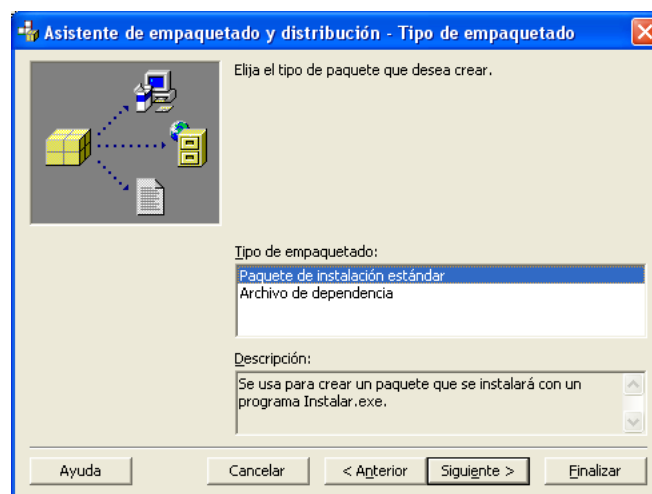 Asistente de empaquetado y distribución - Tipo de empaquetado
Elija el tipo de paquete que desea crear.
Tipo de empaquetado:
Paquete de instalación estándar
Archivo de dependencia
Descripción:
Se usa para crear un paquete que se instalará con un
programa Instalar.exe.
Ayuda
Cancelar
< Anterior
Siguiente >
Finalizar